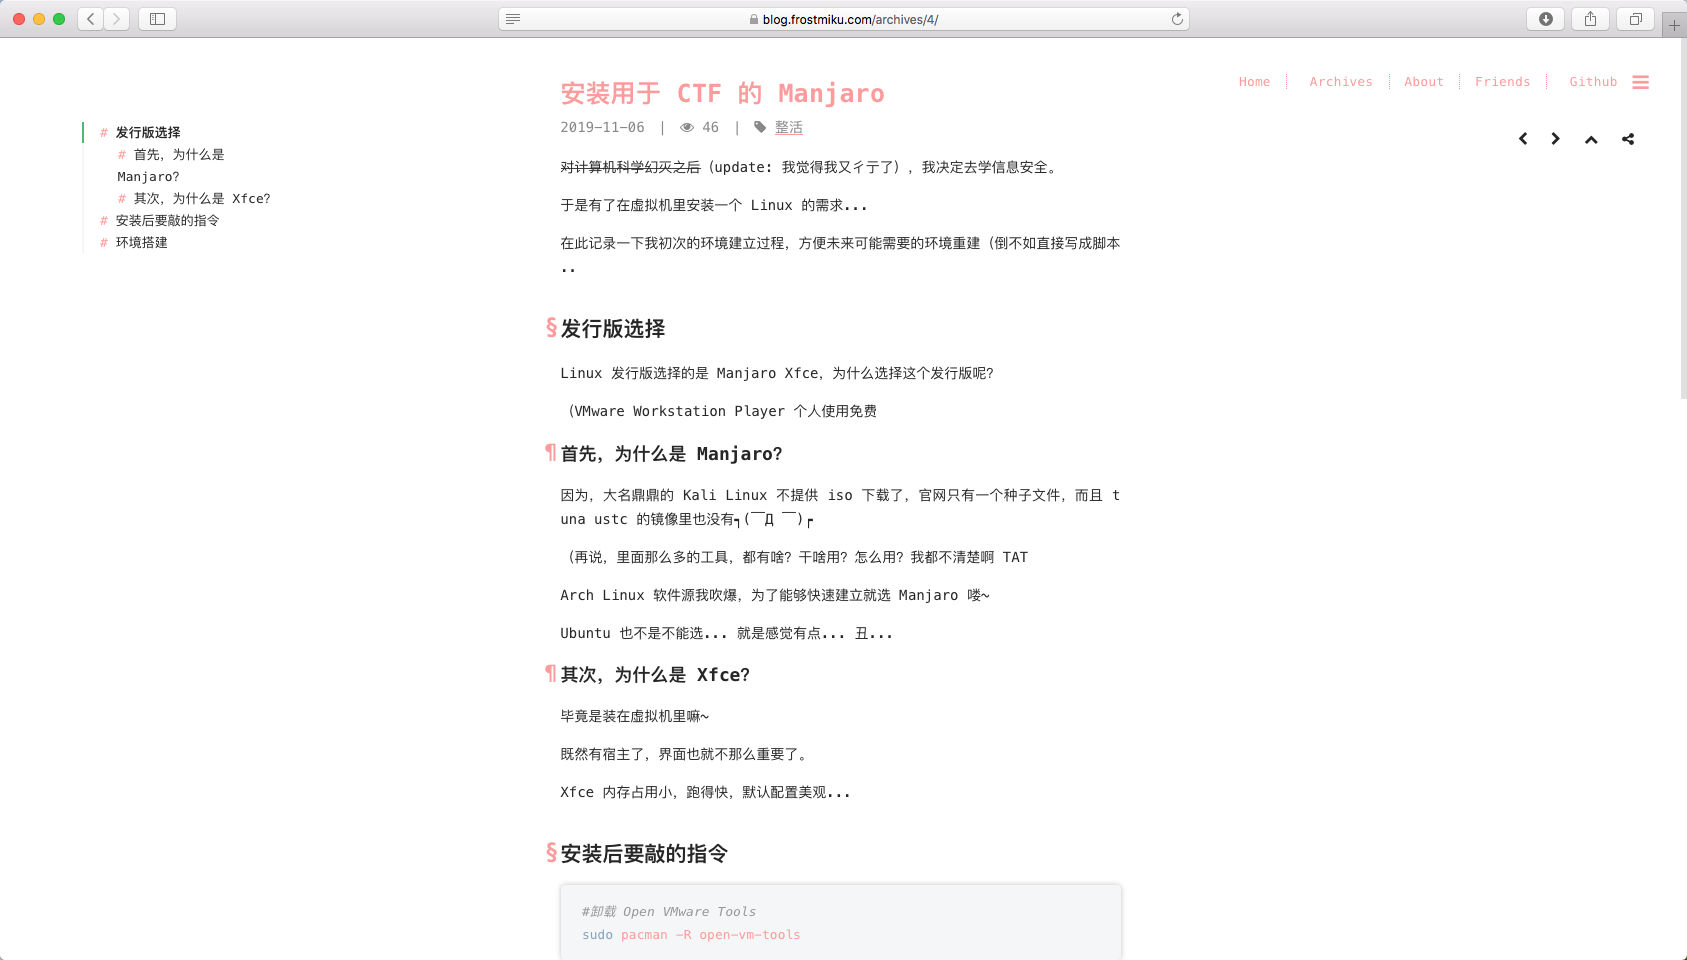 blog.frostmiku.com/archives/4/
Home
Archives
About
Friends
Github
# 发行版选择
# 首先，为什么是
Manjaro?
# 其次，为什么是 Xfce?
# 安装后要敲的指令
# 环境搭建
安装用于 CTF 的 Manjaro
2019-11-06 | 46 | 整活
对计算机科学幻灭之后（update: 我觉得我又彳亍了），我决定去学信息安全。
于是有了在虚拟机里安装一个 Linux 的需求...
在此记录一下我初次的环境建立过程，方便未来可能需要的环境重建（倒不如直接写成脚本
..
§发行版选择
Linux 发行版选择的是 Manjaro Xfce，为什么选择这个发行版呢？
（VMware Workstation Player 个人使用免费
¶首先，为什么是 Manjaro？
因为，大名鼎鼎的 Kali Linux 不提供 iso 下载了，官网只有一个种子文件，而且 t
una ustc 的镜像里也没有┑(￣Д ￣)┍
（再说，里面那么多的工具，都有啥？干啥用？怎么用？我都不清楚啊 TAT
Arch Linux 软件源我吹爆，为了能够快速建立就选 Manjaro 喽~
Ubuntu 也不是不能选... 就是感觉有点... 丑...
¶其次，为什么是 Xfce？
毕竟是装在虚拟机里嘛~
既然有宿主了，界面也就不那么重要了。
Xfce 内存占用小，跑得快，默认配置美观...
§安装后要敲的指令
#卸载 Open VMware Tools
sudo pacman -R open-vm-tools